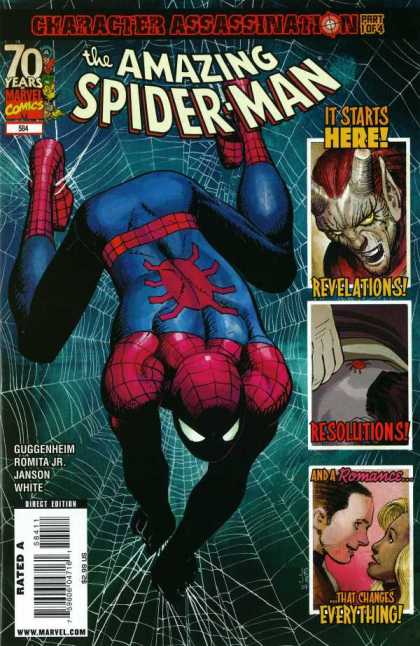 CHARACTER ASSASSINATION PART 1 OF 4
70 YEARS
MARVEL COMICS
584
the AMAZING
SPIDER-MAN
IT STARTS
HERE!
REVELATIONS!
RESOLUTIONS!
AND A Romance...
...THAT CHANGES
EVERYTHING!
GUGGENHEIM
ROMITA JR.
JANSON
WHITE
DIRECT EDITION
RATED A
58411
$2.99 US
WWW.MARVEL.COM